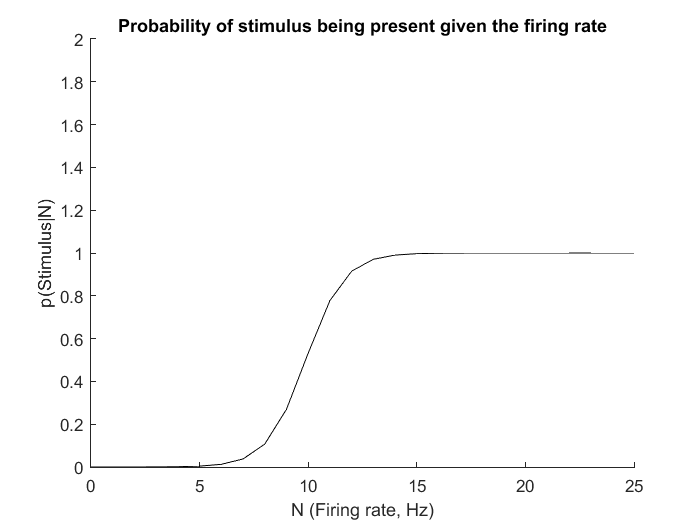 Probability of stimulus being present given the firing rate
2
1.8
1.6
1.4
1.2
1
0.8
0.6
0.4
0.2
0
p(Stimulus|N)
0 5 10 15 20 25
N (Firing rate, Hz)